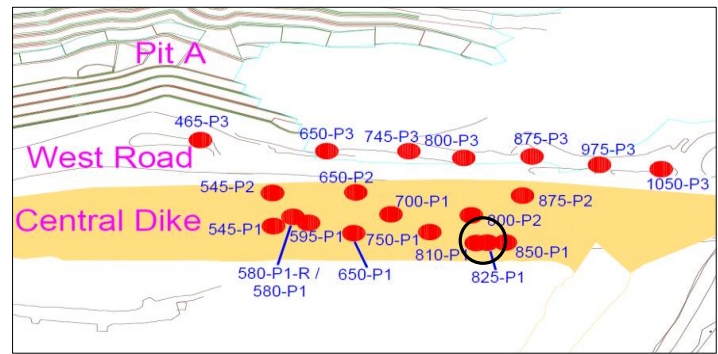 Pit A
465-P3
650-P3
745-P3
800-P3
875-P3
975-P3
1050-P3
West Road
545-P2
650-P2
875-P2
700-P1
800-P2
Central Dike
545-P1
595-P1
750-P1
810-P1
850-P1
580-P1-R /
580-P1
650-P1
825-P1